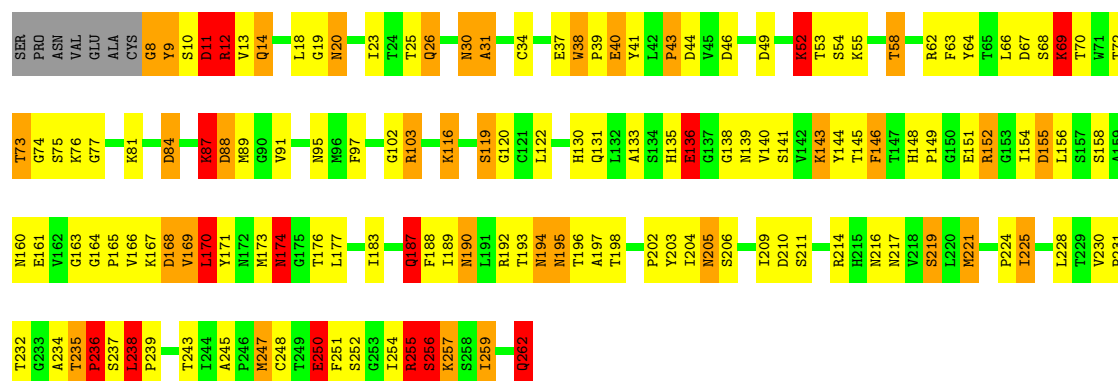 SER PRO ASN VAL GLU ALA CYS G8 Y9 S10 D11 R12 V13 Q14 L18 G19 N20 I23 T24 T25 Q26 N30 A31 C34 E37 W38 P39 E40 Y41 L42 P43 D44 V45 D46 D49 K52 T53 S54 K55 T58 R62 F63 Y64 T65 L66 D67 S68 K69 T70 W71 T72
T73 G74 S75 K76 G77 K81 D84 K87 D88 M89 G90 V91 N95 M96 F97 G102 R103 K116 S119 G120 C121 L122 H130 Q131 L132 A133 S134 H135 E136 G137 G138 N139 V140 S141 V142 K143 Y144 T145 F146 T147 H148 P149 G150 E151 R152 G153 I154 D155 L156 S157 S158 A159
N160 E161 V162 G163 G164 P165 V166 K167 D168 V169 L170 Y171 N172 M173 N174 G175 T176 L177 I183 Q187 F188 I189 N190 L191 R192 T193 N194 N195 T196 A197 T198 P202 Y203 I204 N205 S206 I209 D210 S211 R214 H215 N216 N217 V218 S219 L220 M221 P224 I225 L228 T229 V230 P231
T232 G233 A234 T235 P236 S237 L238 P239 T243 I244 A245 P246 M247 C248 T249 E250 F251 S252 G253 I254 R255 S256 K257 S258 I259 Q262